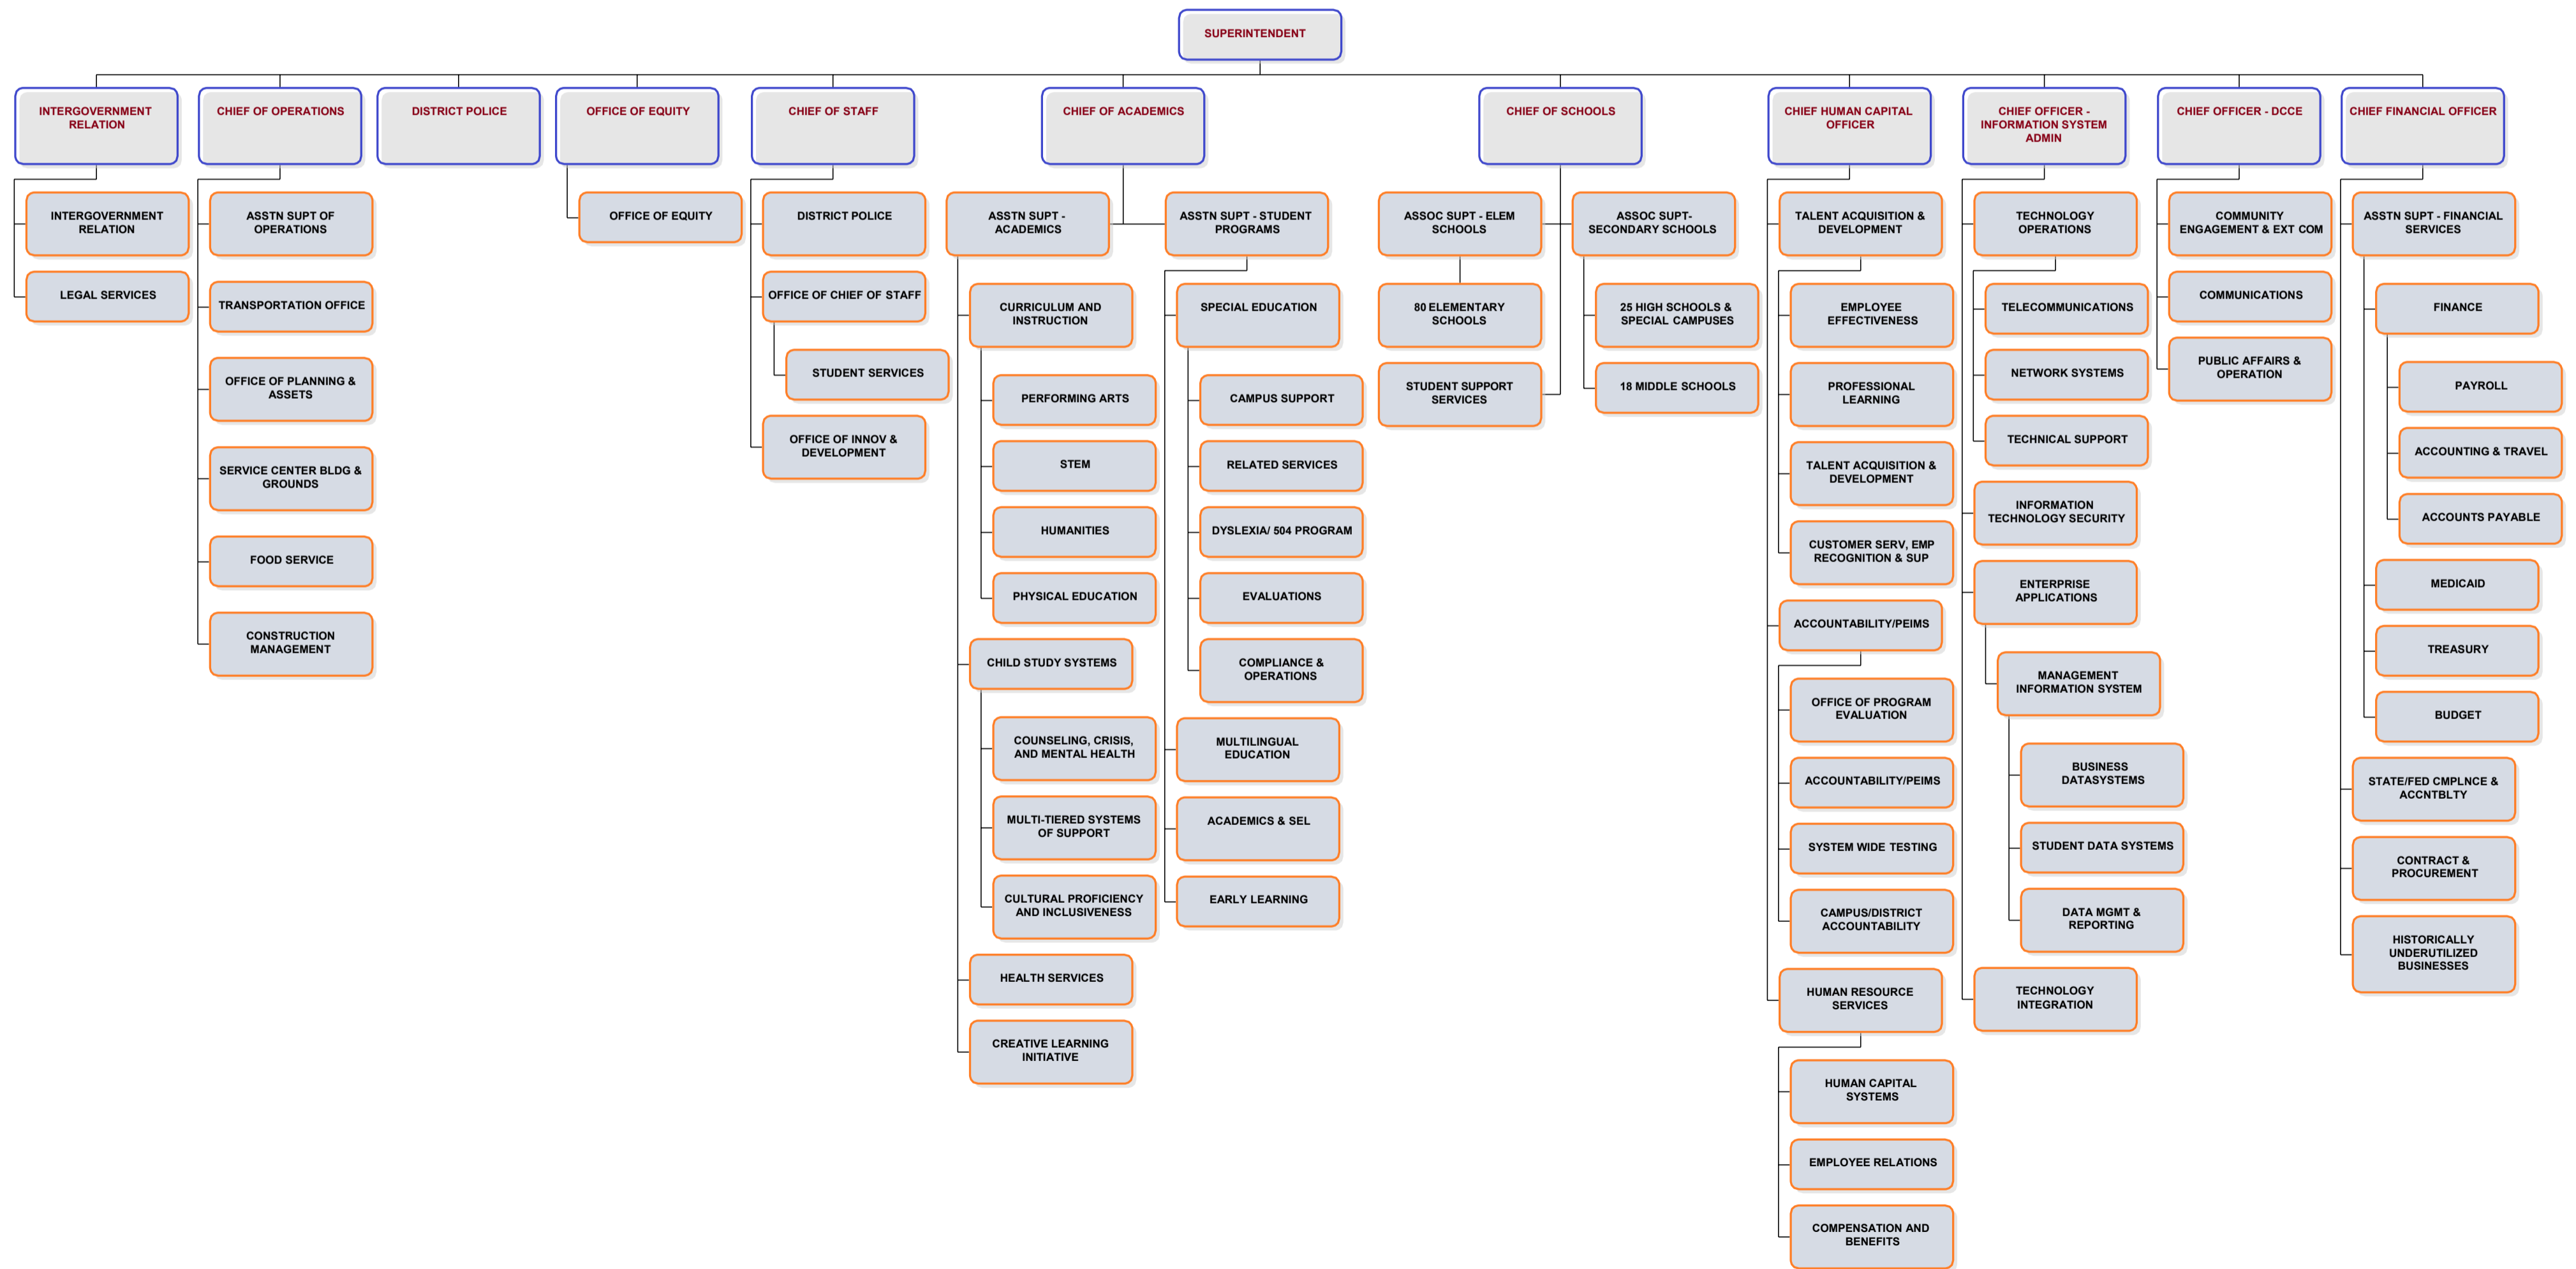 SUPERINTENDENT
INTERGOVERNMENT
RELATION
CHIEF OF OPERATIONS
DISTRICT POLICE
OFFICE OF EQUITY
CHIEF OF STAFF
CHIEF OF ACADEMICS
CHIEF OF SCHOOLS
CHIEF HUMAN CAPITAL
OFFICER
CHIEF OFFICER -
INFORMATION SYSTEM
ADMIN
CHIEF OFFICER - DCCE
CHIEF FINANCIAL OFFICER
INTERGOVERNMENT
RELATION
LEGAL SERVICES
ASSTN SUPT OF
OPERATIONS
TRANSPORTATION OFFICE
OFFICE OF PLANNING &
ASSETS
SERVICE CENTER BLDG &
GROUNDS
FOOD SERVICE
CONSTRUCTION
MANAGEMENT
OFFICE OF EQUITY
DISTRICT POLICE
OFFICE OF CHIEF OF STAFF
STUDENT SERVICES
OFFICE OF INNOV &
DEVELOPMENT
ASSTN SUPT -
ACADEMICS
CURRICULUM AND
INSTRUCTION
PERFORMING ARTS
STEM
HUMANITIES
PHYSICAL EDUCATION
CHILD STUDY SYSTEMS
COUNSELING, CRISIS,
AND MENTAL HEALTH
MULTI-TIERED SYSTEMS
OF SUPPORT
CULTURAL PROFICIENCY
AND INCLUSIVENESS
HEALTH SERVICES
CREATIVE LEARNING
INITIATIVE
ASSTN SUPT - STUDENT
PROGRAMS
SPECIAL EDUCATION
CAMPUS SUPPORT
RELATED SERVICES
DYSLEXIA/ 504 PROGRAM
EVALUATIONS
COMPLIANCE &
OPERATIONS
MULTILINGUAL
EDUCATION
ACADEMICS & SEL
EARLY LEARNING
ASSOC SUPT - ELEM
SCHOOLS
80 ELEMENTARY
SCHOOLS
STUDENT SUPPORT
SERVICES
ASSOC SUPT-
SECONDARY SCHOOLS
25 HIGH SCHOOLS &
SPECIAL CAMPUSES
18 MIDDLE SCHOOLS
TALENT ACQUISITION &
DEVELOPMENT
EMPLOYEE
EFFECTIVENESS
PROFESSIONAL
LEARNING
TALENT ACQUISITION &
DEVELOPMENT
CUSTOMER SERV, EMP
RECOGNITION & SUP
ACCOUNTABILITY/PEIMS
OFFICE OF PROGRAM
EVALUATION
ACCOUNTABILITY/PEIMS
SYSTEM WIDE TESTING
CAMPUS/DISTRICT
ACCOUNTABILITY
HUMAN RESOURCE
SERVICES
HUMAN CAPITAL
SYSTEMS
EMPLOYEE RELATIONS
COMPENSATION AND
BENEFITS
TECHNOLOGY
OPERATIONS
TELECOMMUNICATIONS
NETWORK SYSTEMS
TECHNICAL SUPPORT
INFORMATION
TECHNOLOGY SECURITY
ENTERPRISE
APPLICATIONS
MANAGEMENT
INFORMATION SYSTEM
BUSINESS
DATASYSTEMS
STUDENT DATA SYSTEMS
DATA MGMT &
REPORTING
TECHNOLOGY
INTEGRATION
COMMUNITY
ENGAGEMENT & EXT COM
COMMUNICATIONS
PUBLIC AFFAIRS &
OPERATION
ASSTN SUPT - FINANCIAL
SERVICES
FINANCE
PAYROLL
ACCOUNTING & TRAVEL
ACCOUNTS PAYABLE
MEDICAID
TREASURY
BUDGET
STATE/FED CMPLNCE &
ACCNTBLTY
CONTRACT &
PROCUREMENT
HISTORICALLY
UNDERUTILIZED
BUSINESSES